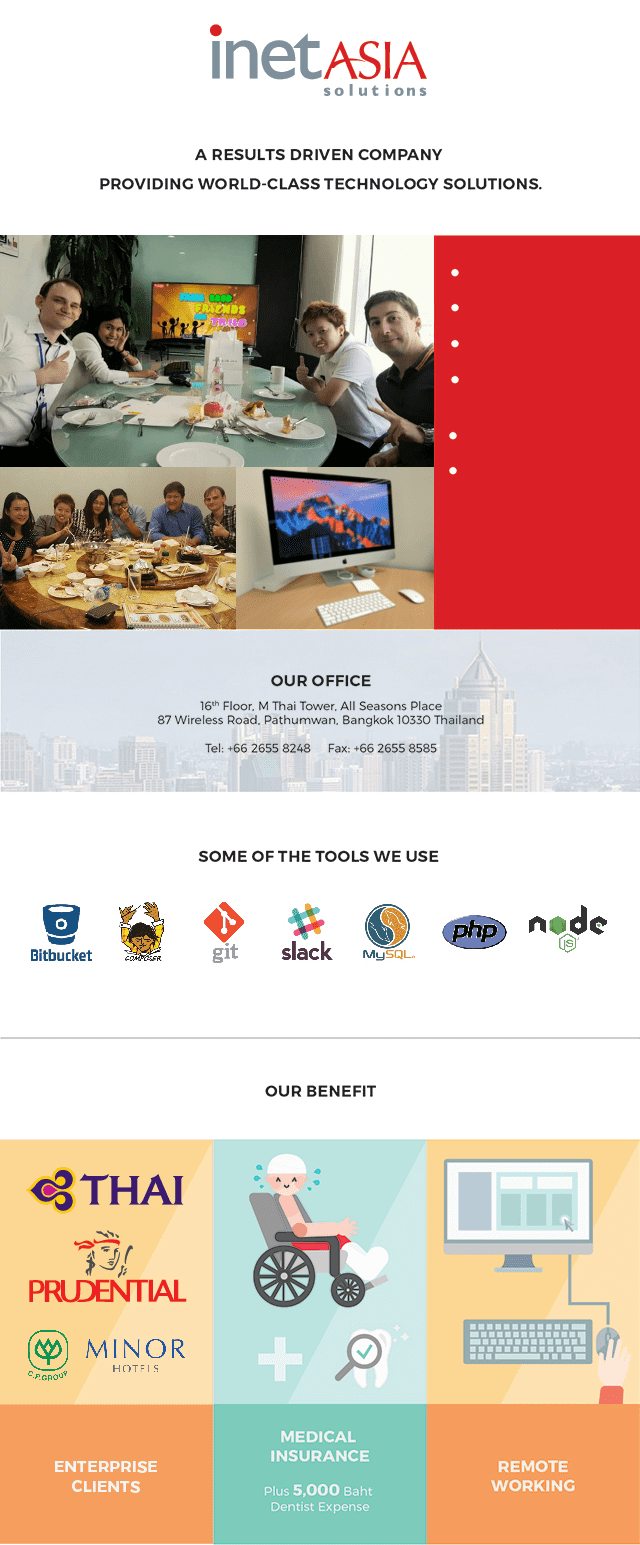 inetASIA
solutions
A RESULTS DRIVEN COMPANY
PROVIDING WORLD-CLASS TECHNOLOGY SOLUTIONS.
FRIENDS
OUR OFFICE
16th Floor, M Thai Tower, All Seasons Place
87 Wireless Road, Pathumwan, Bangkok 10330 Thailand
Tel: +66 2655 8248 Fax: +66 2655 8585
SOME OF THE TOOLS WE USE
Bitbucket
COMPOSER
git
slack
MySQL
php
node
JS
OUR BENEFIT
THAI
PRUDENTIAL
C.P.GROUP
MINOR
HOTELS
ENTERPRISE
CLIENTS
MEDICAL
INSURANCE
Plus 5,000 Baht
Dentist Expense
REMOTE
WORKING